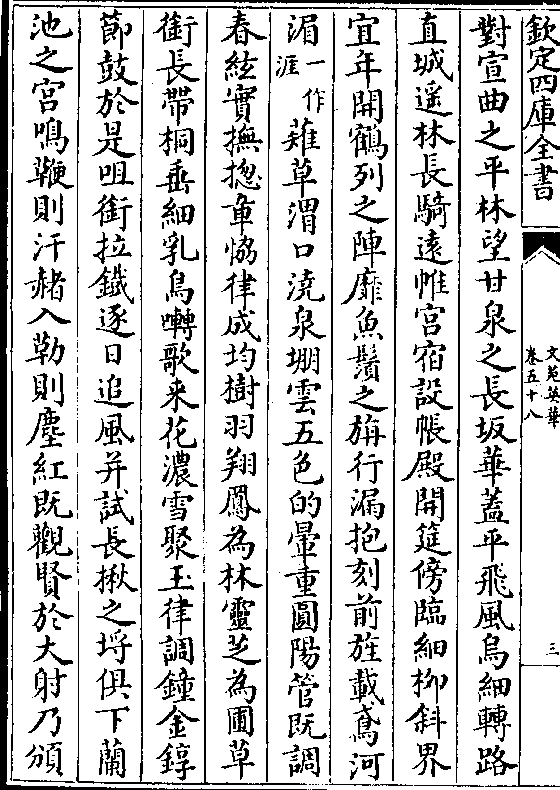 欽定四庫全書
文苑英華
卷五十八
三
對宣曲之平林望甘泉之長坂華蓋平飛風烏細轉路
直城遥林長騎逺帷宮宿設帳殿開筵傍臨細栁斜界
宜年開鶴列之陣靡魚鬚之旃行漏抱刻前旌載鳶河
湄一作涯薙草渭口澆泉堋雲五色的暈重圓陽管既調
春絃實撫揔章恊律成均樹羽翔鳳為林靈芝為圃草
銜長帶桐垂細乳鳥囀歌来花濃雪聚玉律調鐘金錞
節鼓於是咀銜拉鐵逐日追風并試長楸之埒俱下蘭
池之宮鳴鞭則汗赭入勒則塵紅既觀賢於大射乃頒